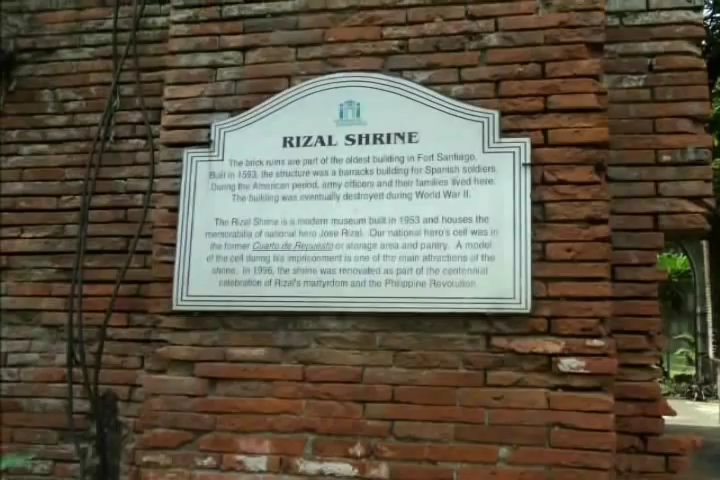 RIZAL SHRINE
The brick ruins are part of the oldest building in Fort Santiago.
Built in 1593, the structure was a barracks building for Spanish soldiers.
During the American period, army officers and their families lived here.
The building was eventually destroyed during World War II.
The Rizal Shrine is a modern museum built in 1953 and houses the
memorabilia of national hero Jose Rizal. Our national hero's cell was in
the former Cuarto de Repuesto or storage area and pantry. A model
of the cell during his imprisonment is one of the main attractions of the
shrine. In 1996, the shrine was renovated as part of the centennial
celebration of Rizal's martyrdom and the Philippine Revolution.